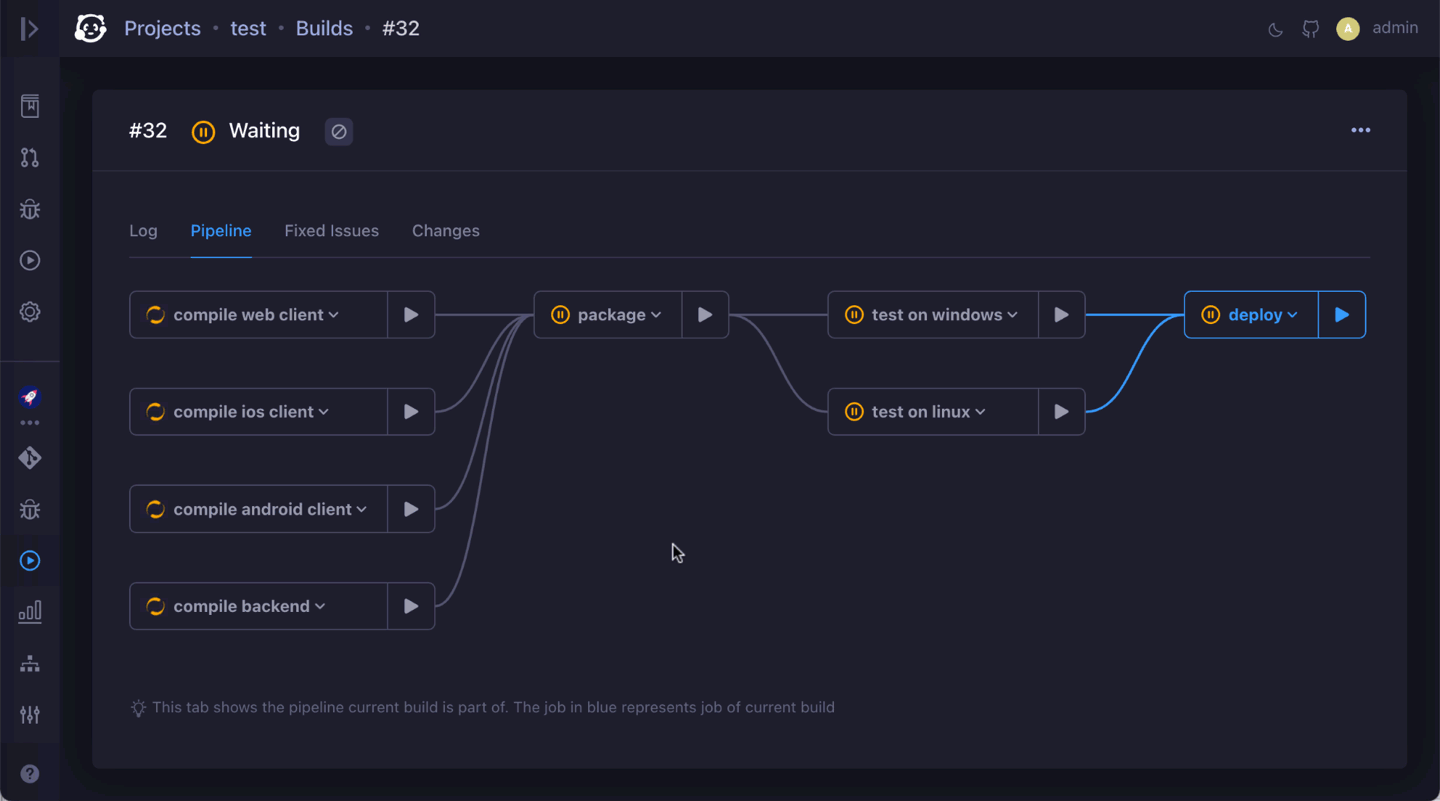 Projects • test • Builds • #32
A admin
#32 Waiting
Log Pipeline Fixed Issues Changes
compile web client package test on windows deploy
compile ios client test on linux
compile android client
compile backend
This tab shows the pipeline current build is part of. The job in blue represents job of current build
?